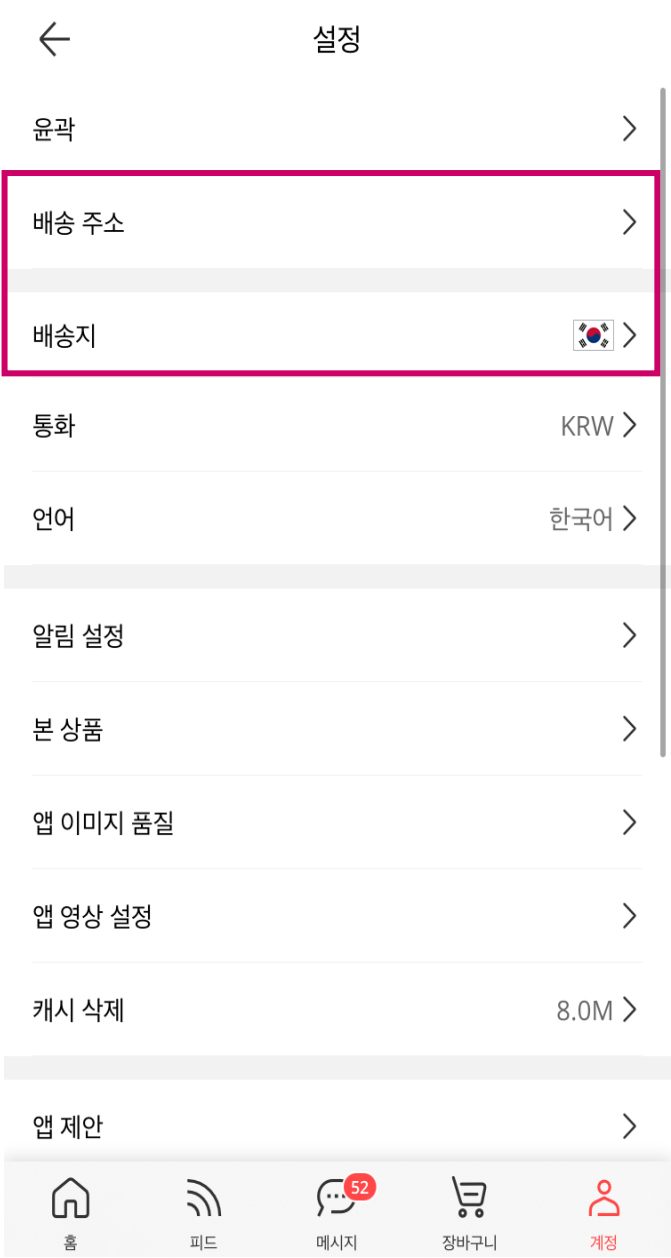 설정
윤곽
배송 주소
배송지
통화 KRW
언어 한국어
알림 설정
본 상품
앱 이미지 품질
앱 영상 설정
캐시 삭제 8.0M
앱 제안
52
홈 피드 메시지 장바구니 계정